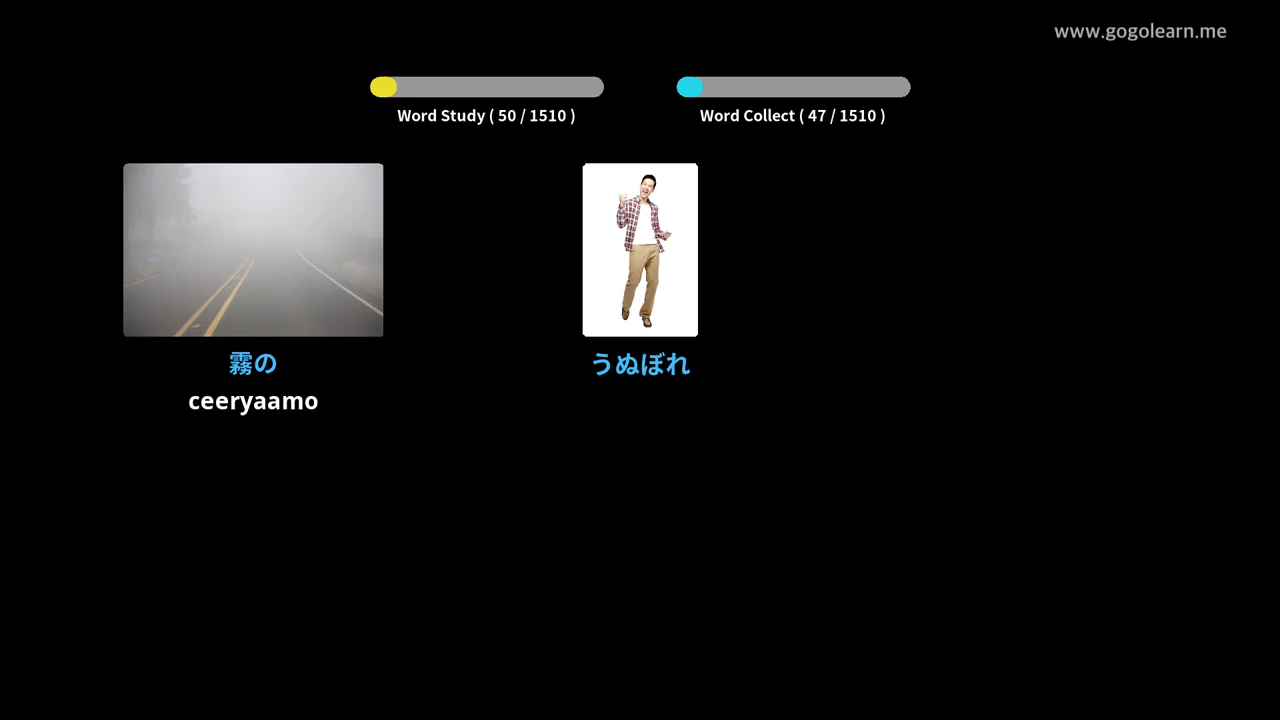 www.gogolearn.me
Word Study ( 50 / 1510 )
Word Collect ( 47 / 1510 )
霧の
うぬぼれ
ceeryaamo